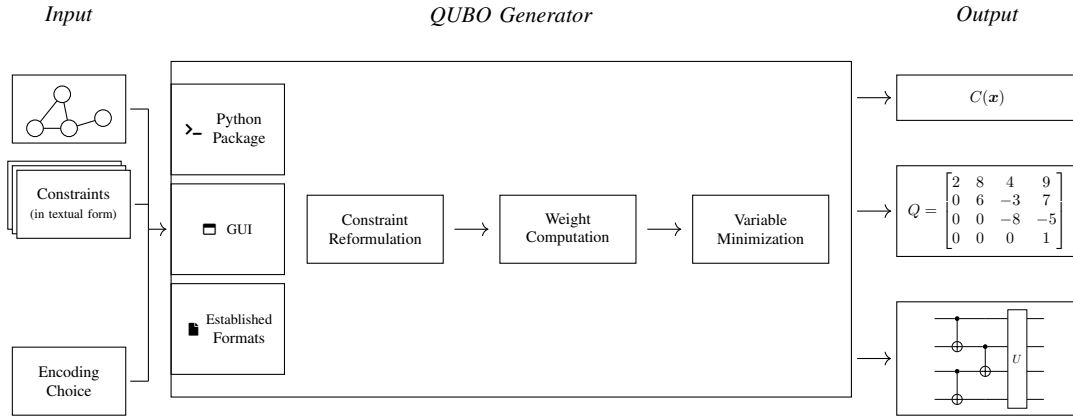 Input
QUBO Generator
Output
Constraints
(in textual form)
Encoding
Choice
Python
Package
GUI
Established
Formats
Constraint
Reformulation
Weight
Computation
Variable
Minimization
C(x)
Q =
2 8 4 9
0 6 −3 7
0 0 −8 −5
0 0 0 1
U